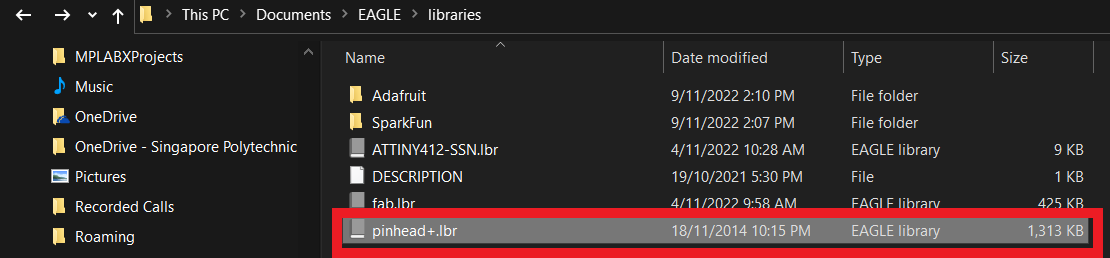 This PC > Documents > EAGLE > libraries
MPLABXProjects
Music
OneDrive
OneDrive - Singapore Polytechnic
Pictures
Recorded Calls
Roaming
Name Date modified Type Size
Adafruit 9/11/2022 2:10 PM File folder
SparkFun 9/11/2022 2:07 PM File folder
ATTINY412-SSN.lbr 4/11/2022 10:28 AM EAGLE library 9 KB
DESCRIPTION 19/10/2021 5:30 PM File 1 KB
fab.lbr 4/11/2022 9:58 AM EAGLE library 425 KB
pinhead+.lbr 18/11/2014 10:15 PM EAGLE library 1,313 KB